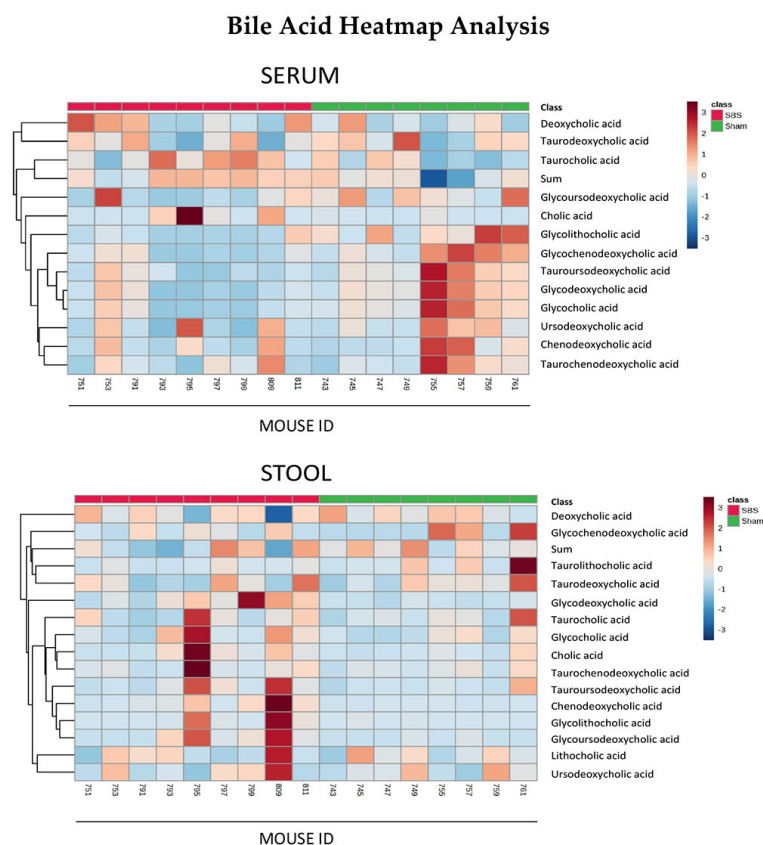 Bile Acid Heatmap Analysis
SERUM
Class
Deoxycholic acid
Taurodeoxycholic acid
Taurocholic acid
Sum
Glycoursodeoxycholic acid
Cholic acid
Glycolithocholic acid
Glycochenodeoxycholic acid
Tauroursodeoxycholic acid
Glycodeoxycholic acid
Glycocholic acid
Ursodeoxycholic acid
Chenodeoxycholic acid
Taurochenodeoxycholic acid
3
2
1
0
-1
-2
-3
class
SBS
Sham
751 753 791 793 795 797 799 809 811 743 745 747 749 755 757 759 761
MOUSE ID
STOOL
Class
Deoxycholic acid
Glycochenodeoxycholic acid
Sum
Taurolithocholic acid
Taurodeoxycholic acid
Glycodeoxycholic acid
Taurocholic acid
Glycocholic acid
Cholic acid
Taurochenodeoxycholic acid
Tauroursodeoxycholic acid
Chenodeoxycholic acid
Glycolithocholic acid
Glycoursodeoxycholic acid
Lithocholic acid
Ursodeoxycholic acid
3
2
1
0
-1
-2
-3
class
SBS
Sham
751 753 791 793 795 797 799 809 811 743 745 747 749 755 757 759 761
MOUSE ID